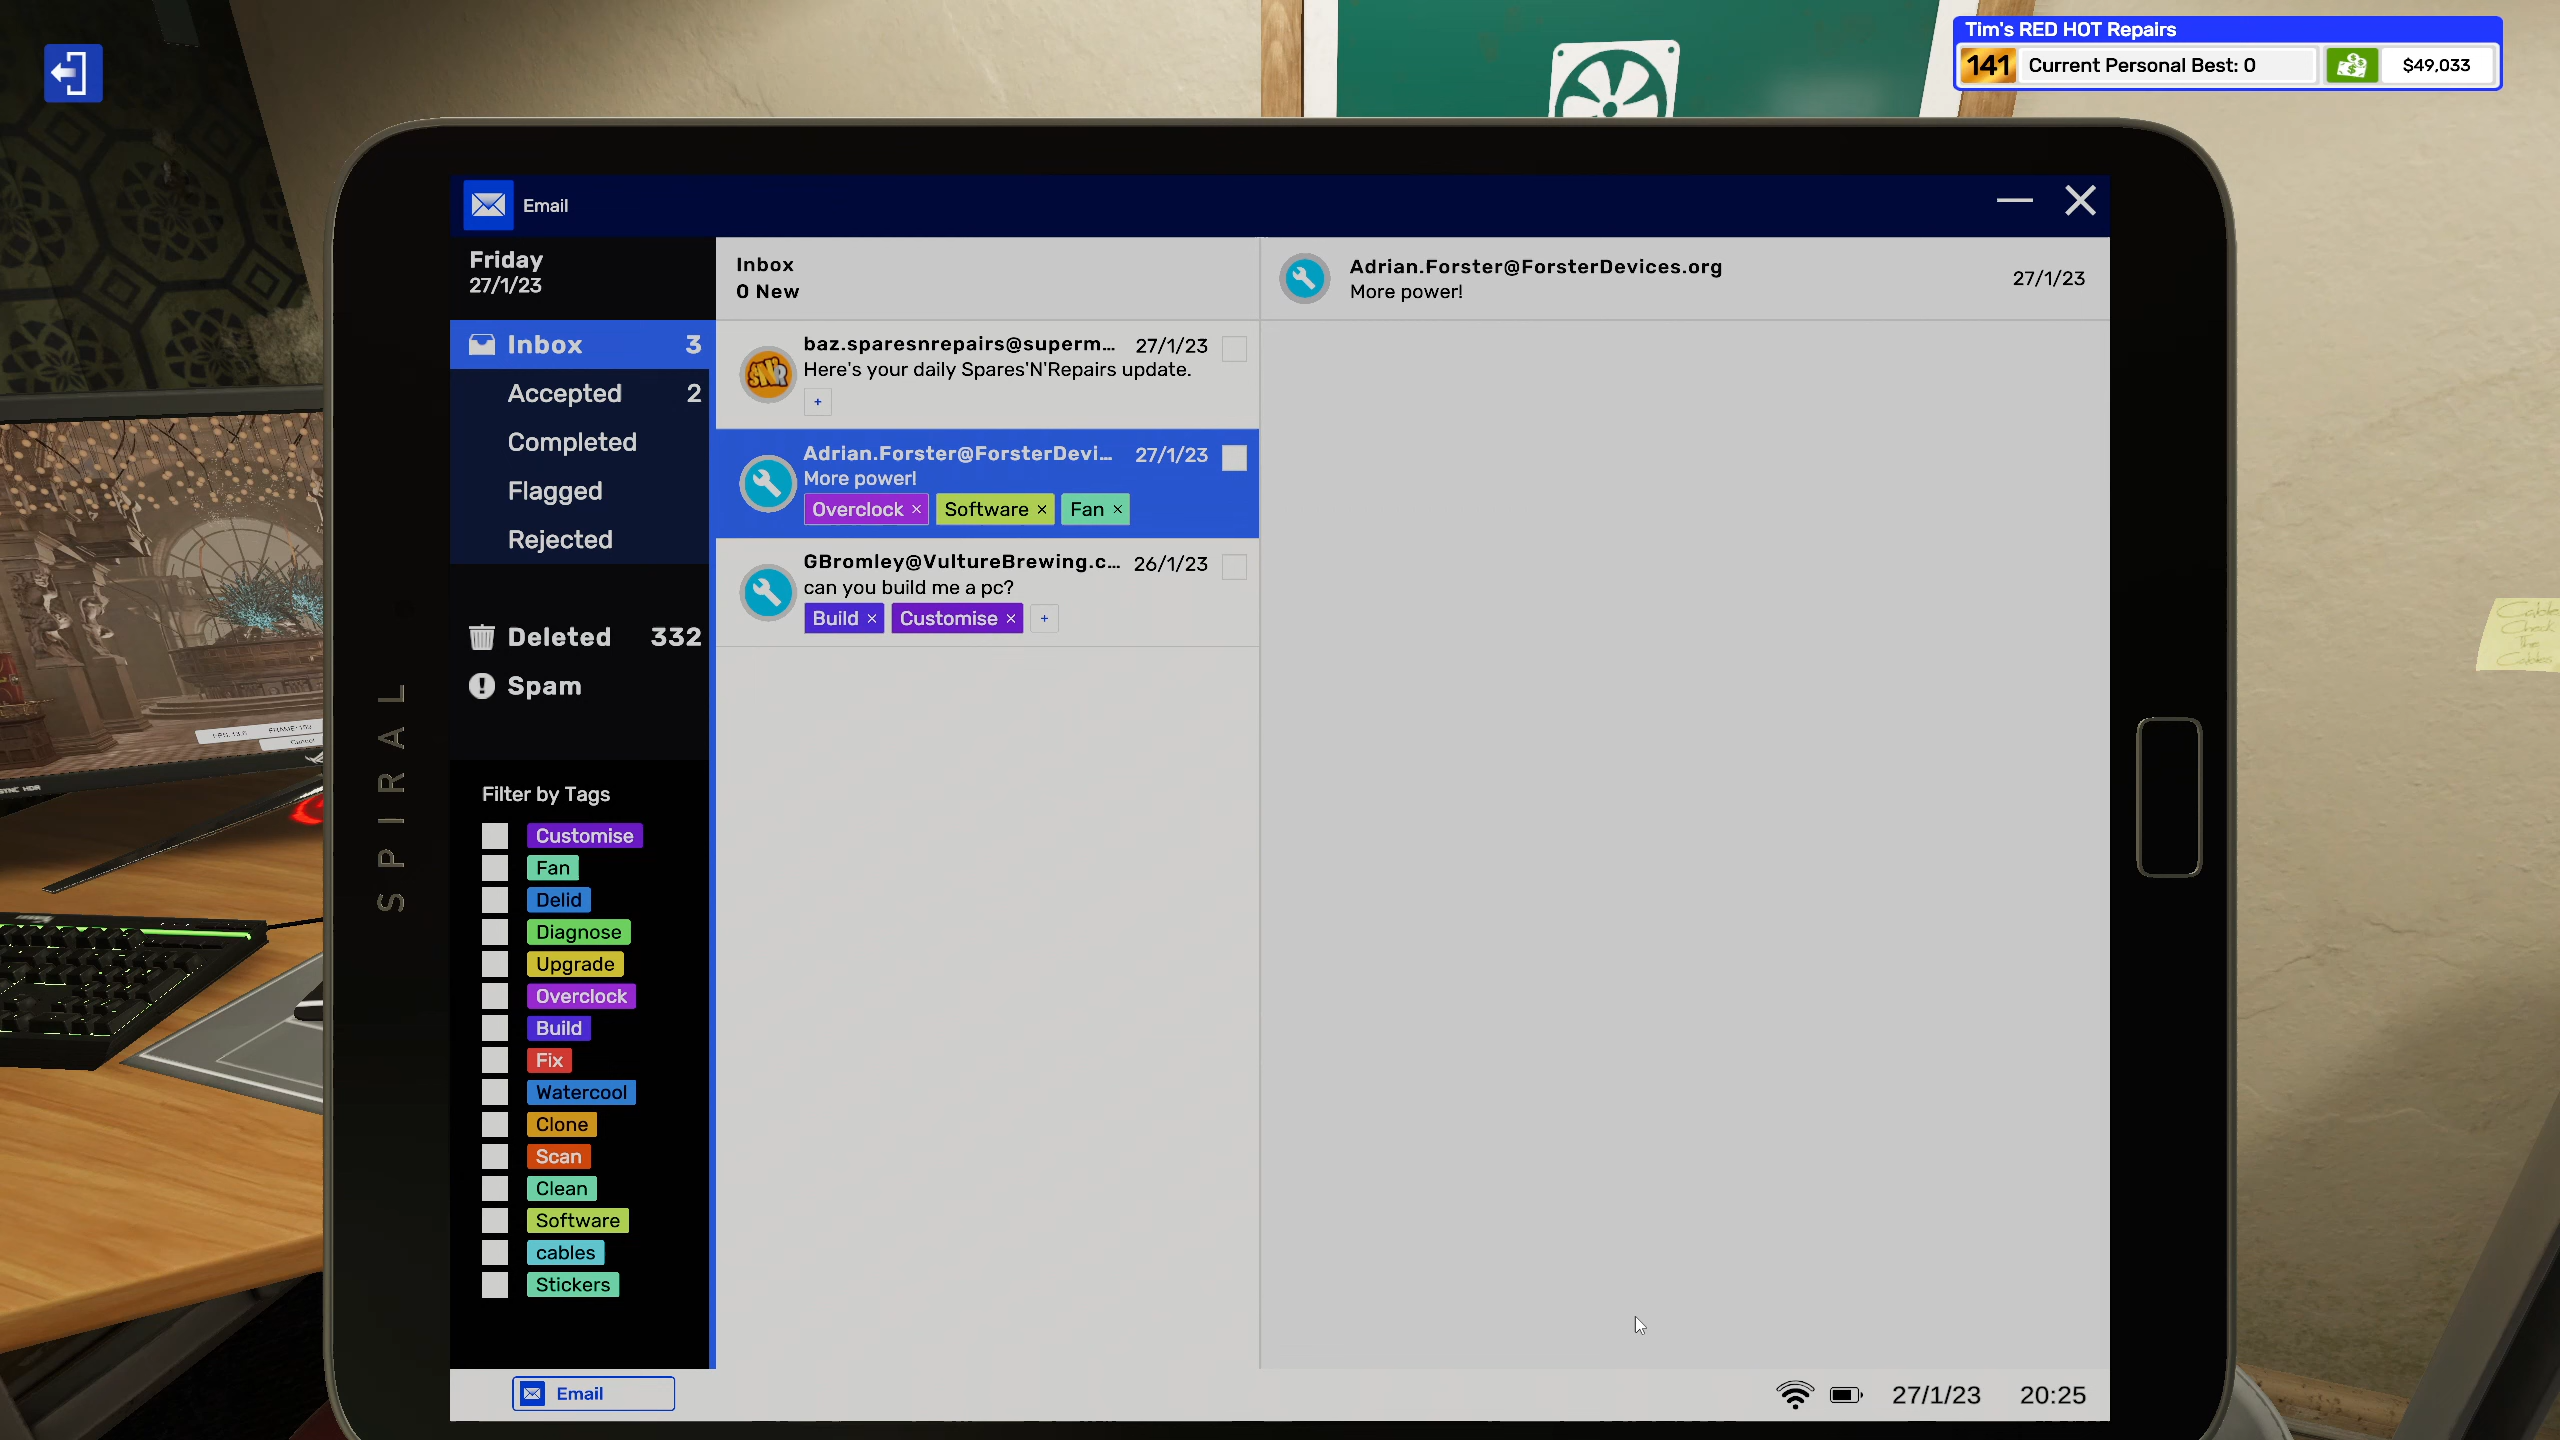 Tim's RED HOT Repairs
141 Current Personal Best: 0 $49,033
Email
Friday
27/1/23
Inbox 3
Accepted 2
Completed
Flagged
Rejected
Deleted 332
Spam
Filter by Tags
Customise
Fan
Delid
Diagnose
Upgrade
Overclock
Build
Fix
Watercool
Clone
Scan
Clean
Software
cables
Stickers
Inbox
0 New
baz.sparesnrepairs@superm... 27/1/23
Here's your daily Spares'N'Repairs update.
+
SNR
Adrian.Forster@ForsterDevi... 27/1/23
More power!
Overclock × Software × Fan ×
GBromley@VultureBrewing.c... 26/1/23
can you build me a pc?
Build × Customise × +
Adrian.Forster@ForsterDevices.org 27/1/23
More power!
Email
27/1/23 20:25
SPIRAL
Cable
Check
The
Cables